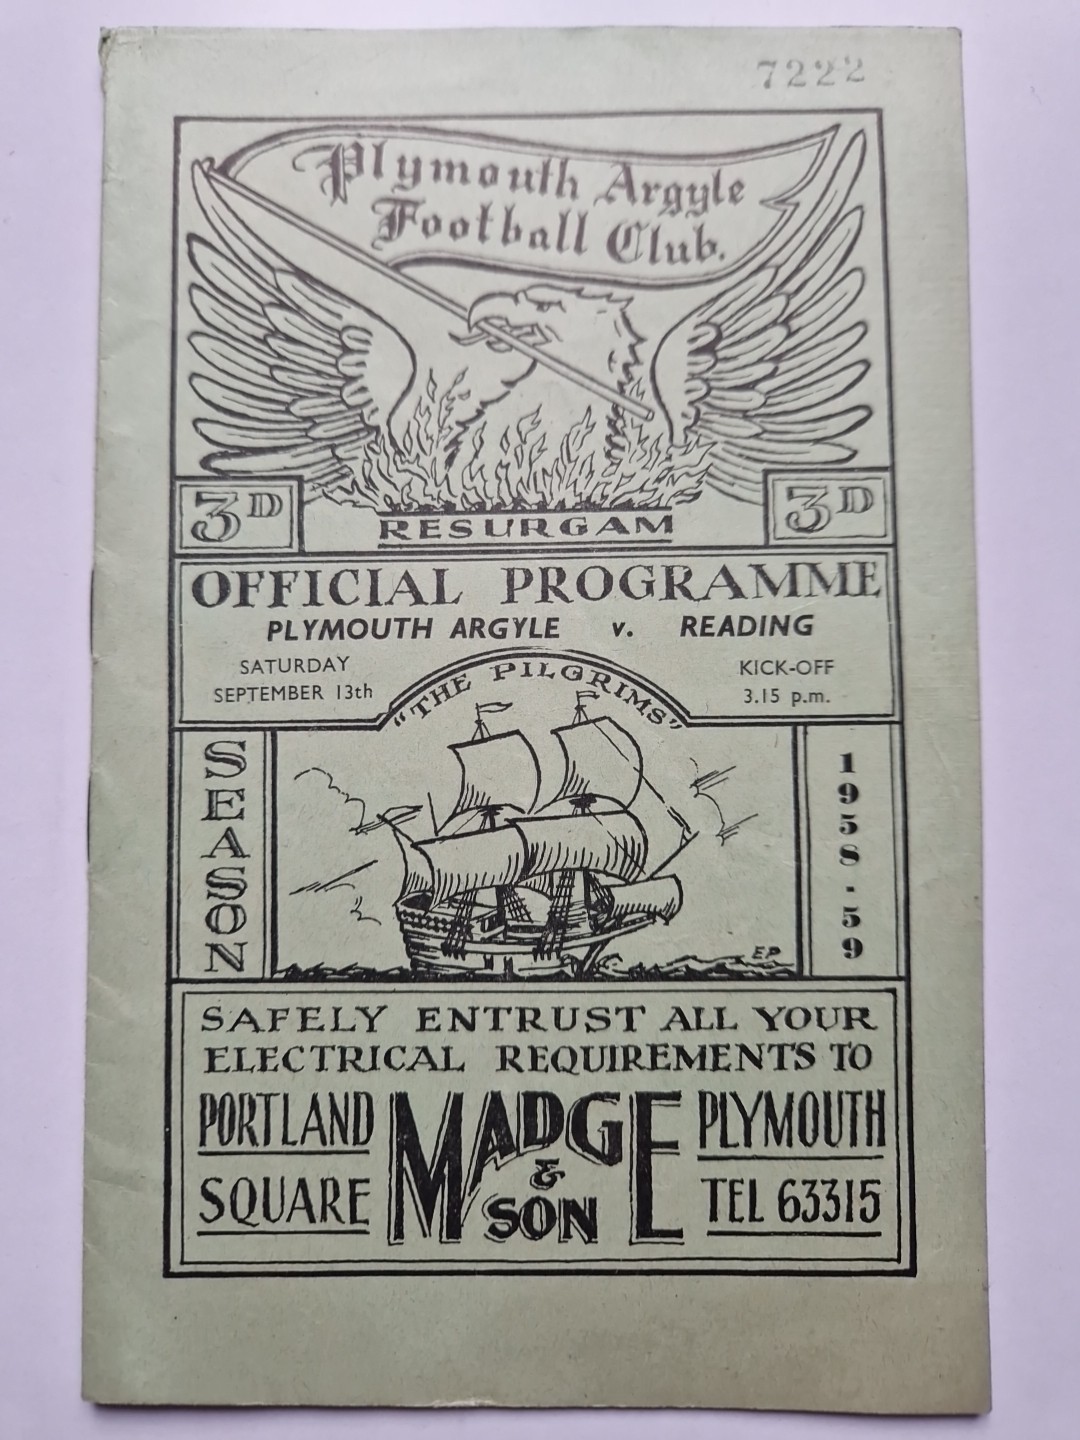 7222
Plymouth Argyle
Football Club.
3D
3D
RESURGAM
OFFICIAL PROGRAMME
PLYMOUTH ARGYLE v. READING
SATURDAY
SEPTEMBER 13th
KICK-OFF
3.15 p.m.
"THE PILGRIMS"
SEASON
1958-59
EP
SAFELY ENTRUST ALL YOUR
ELECTRICAL REQUIREMENTS TO
PORTLAND
SQUARE
MADGE
& SON
PLYMOUTH
TEL 63315